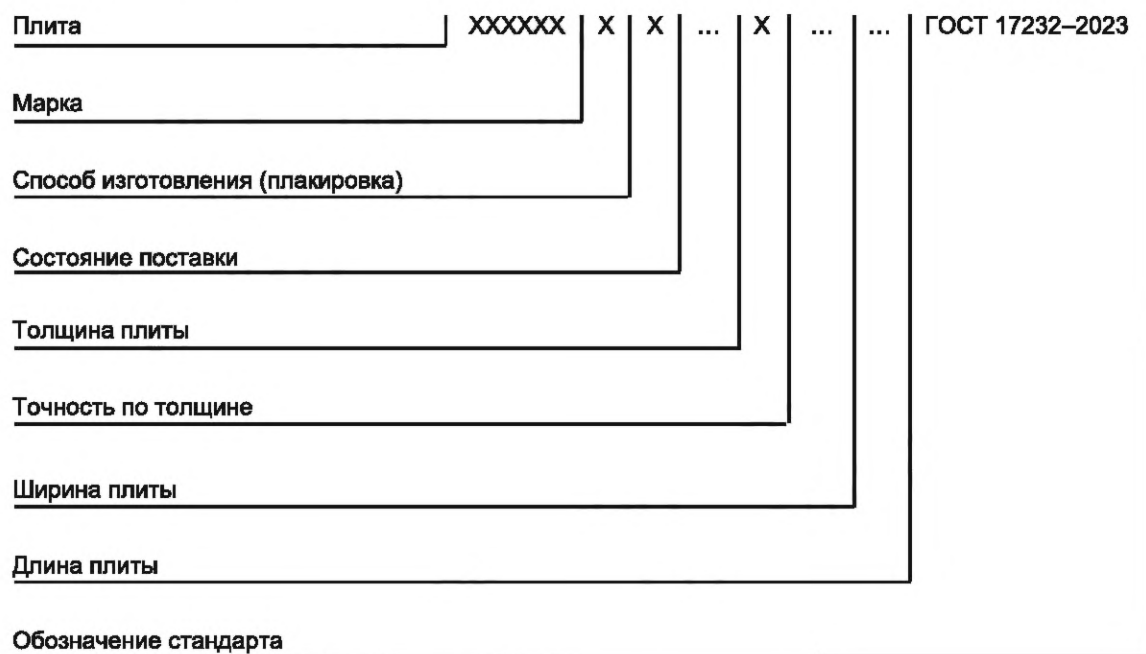 Плита XXXXXX X X ... X ... ... ГОСТ 17232–2023
Марка
Способ изготовления (плакировка)
Состояние поставки
Толщина плиты
Точность по толщине
Ширина плиты
Длина плиты
Обозначение стандарта